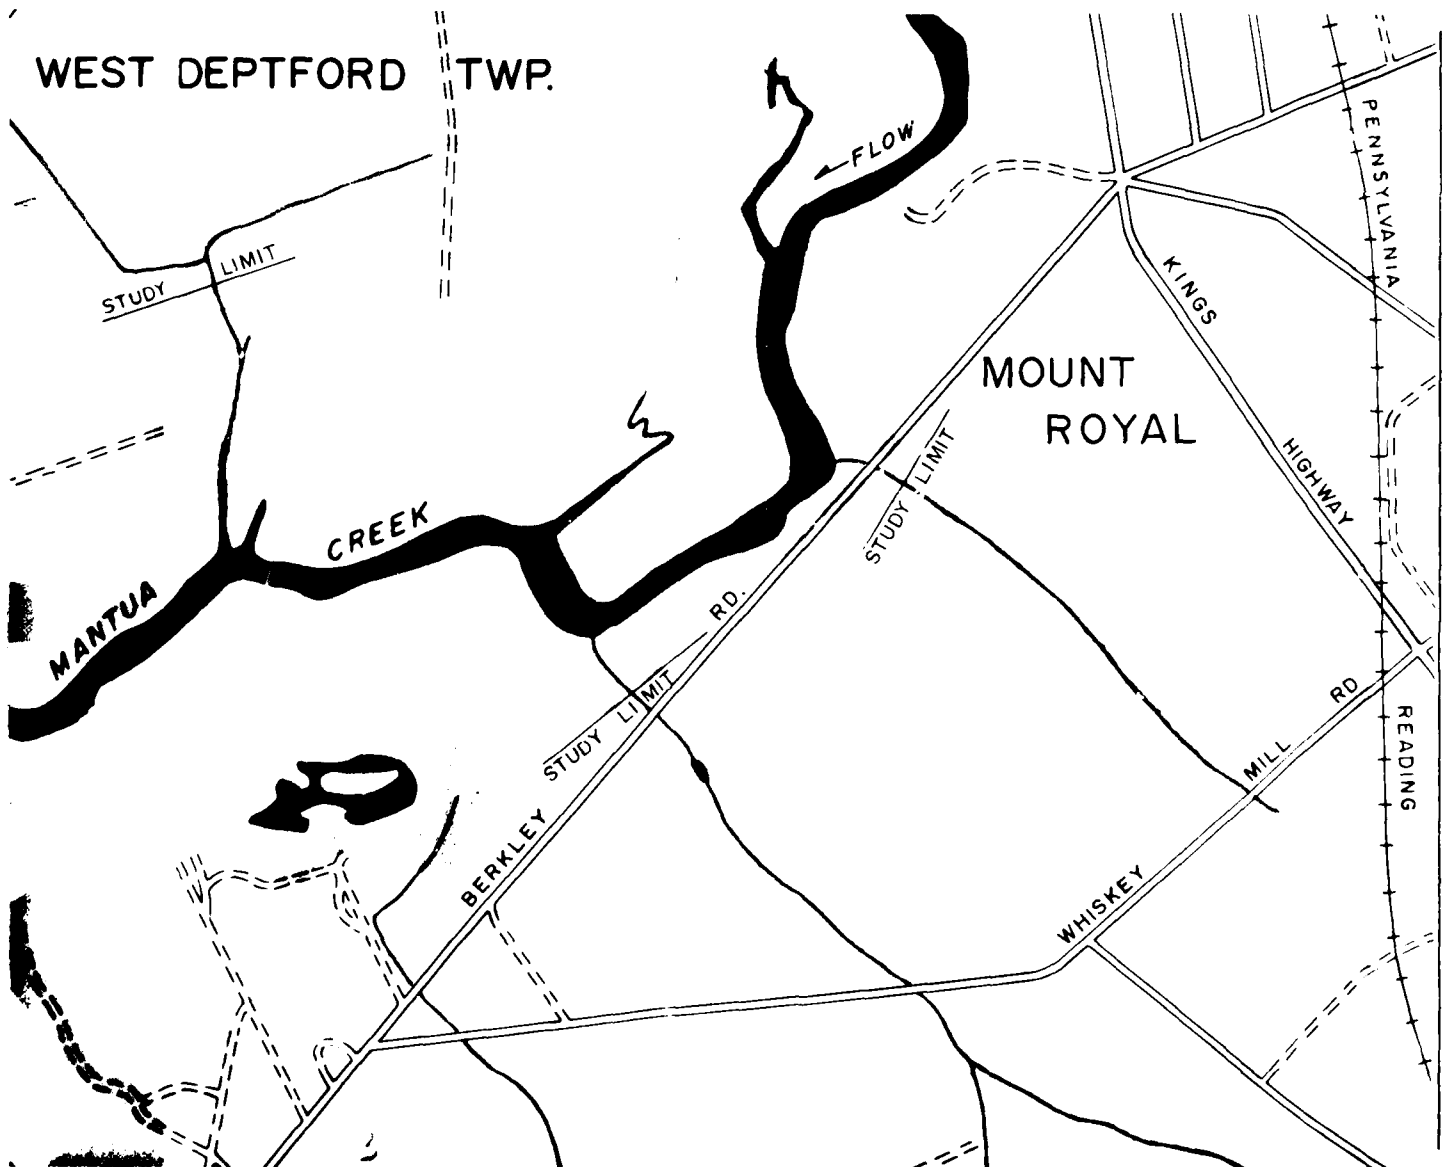 WEST DEPTFORD TWP.
FLOW
PENNSYLVANIA
STUDY LIMIT
KINGS
MOUNT
ROYAL
STUDY LIMIT
HIGHWAY
CREEK
MANTUA
RD.
STUDY LIMIT
RD
MILL
READING
BERKLEY
WHISKEY